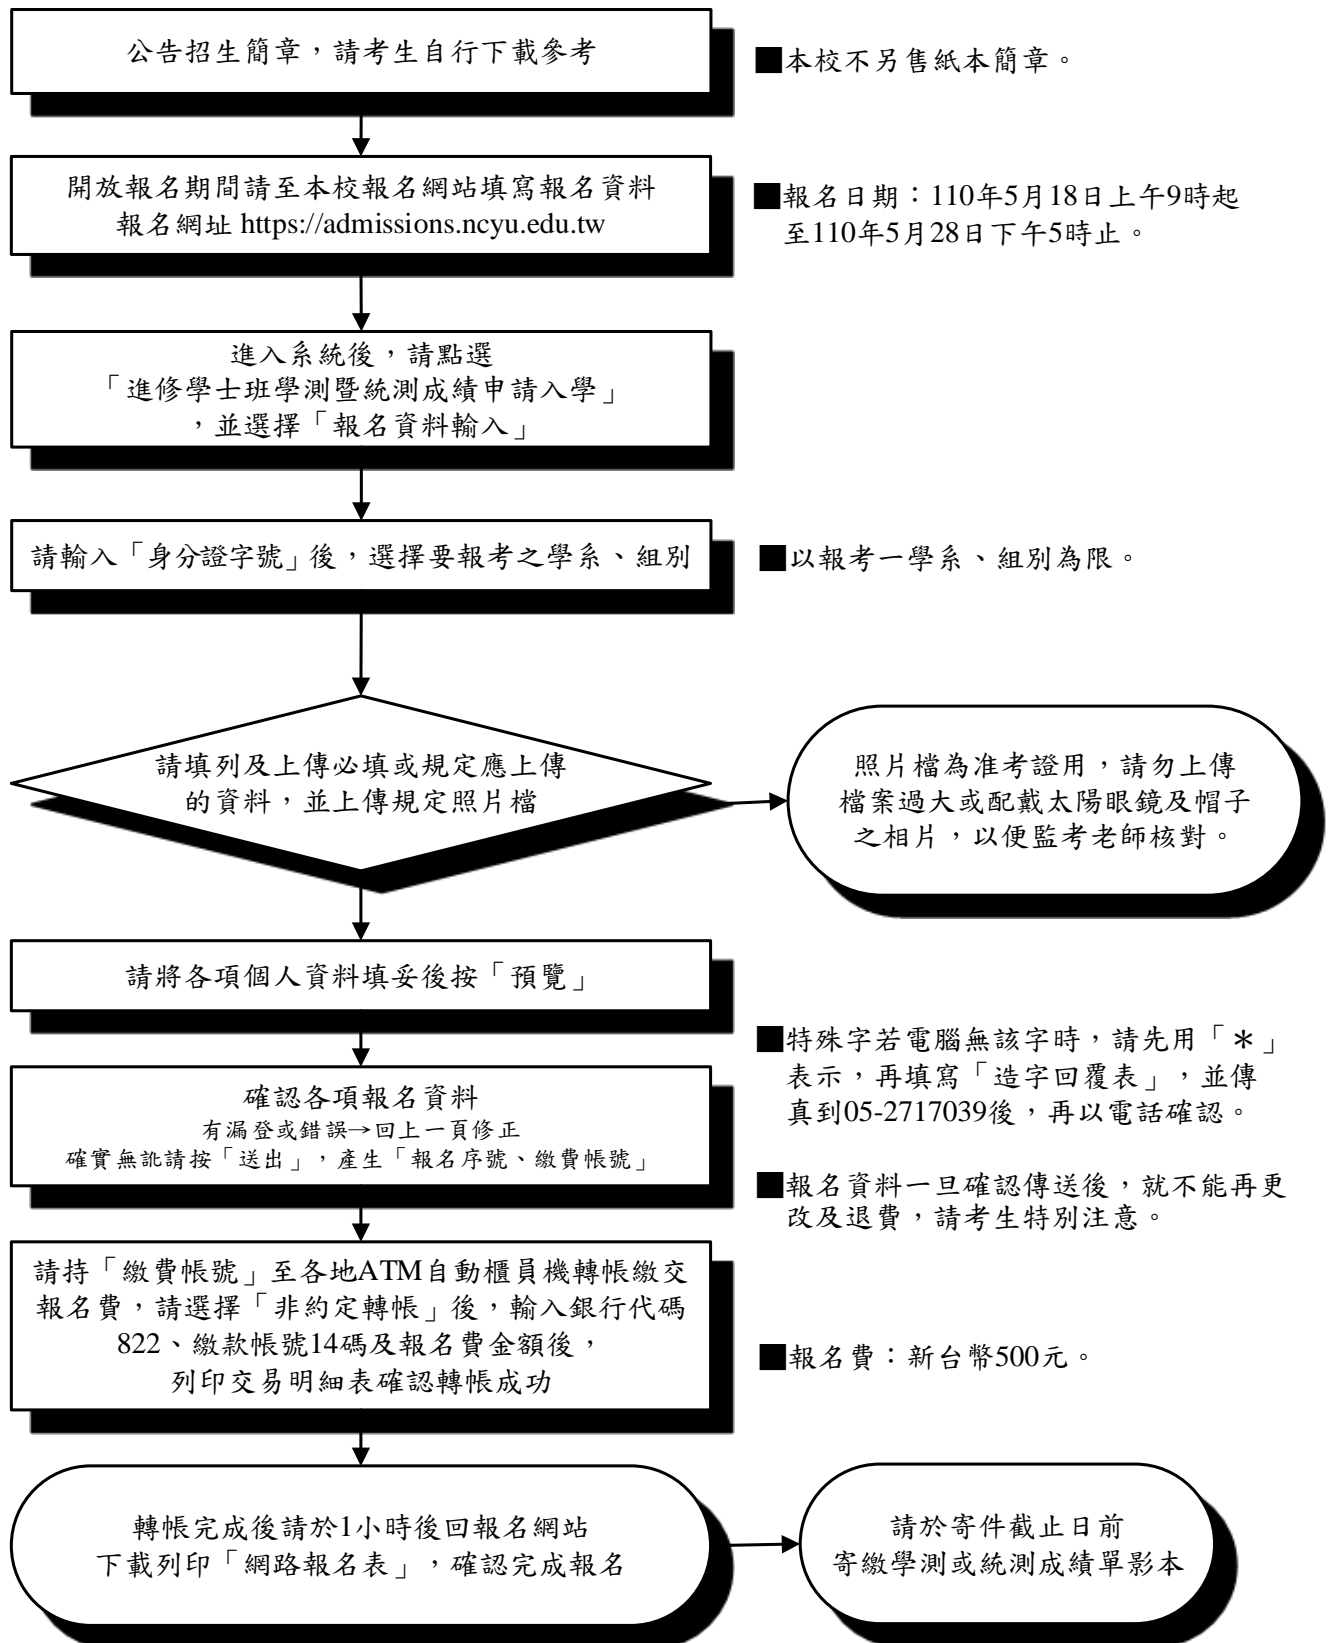 公告招生簡章，請考生自行下載參考
■本校不另售紙本簡章。
開放報名期間請至本校報名網站填寫報名資料
報名網址 https://admissions.ncyu.edu.tw
■報名日期：110年5月18日上午9時起
至110年5月28日下午5時止。
進入系統後，請點選
「進修學士班學測暨統測成績申請入學」
，並選擇「報名資料輸入」
請輸入「身分證字號」後，選擇要報考之學系、組別
■以報考一學系、組別為限。
請填列及上傳必填或規定應上傳
的資料，並上傳規定照片檔
照片檔為准考證用，請勿上傳
檔案過大或配戴太陽眼鏡及帽子
之相片，以便監考老師核對。
請將各項個人資料填妥後按「預覽」
■特殊字若電腦無該字時，請先用「＊」
表示，再填寫「造字回覆表」，並傳
真到05-2717039後，再以電話確認。
確認各項報名資料
有漏登或錯誤→回上一頁修正
確實無訛請按「送出」，產生「報名序號、繳費帳號」
■報名資料一旦確認傳送後，就不能再更
改及退費，請考生特別注意。
請持「繳費帳號」至各地ATM自動櫃員機轉帳繳交
報名費，請選擇「非約定轉帳」後，輸入銀行代碼
822、繳款帳號14碼及報名費金額後，
列印交易明細表確認轉帳成功
■報名費：新台幣500元。
轉帳完成後請於1小時後回報名網站
下載列印「網路報名表」，確認完成報名
請於寄件截止日前
寄繳學測或統測成績單影本